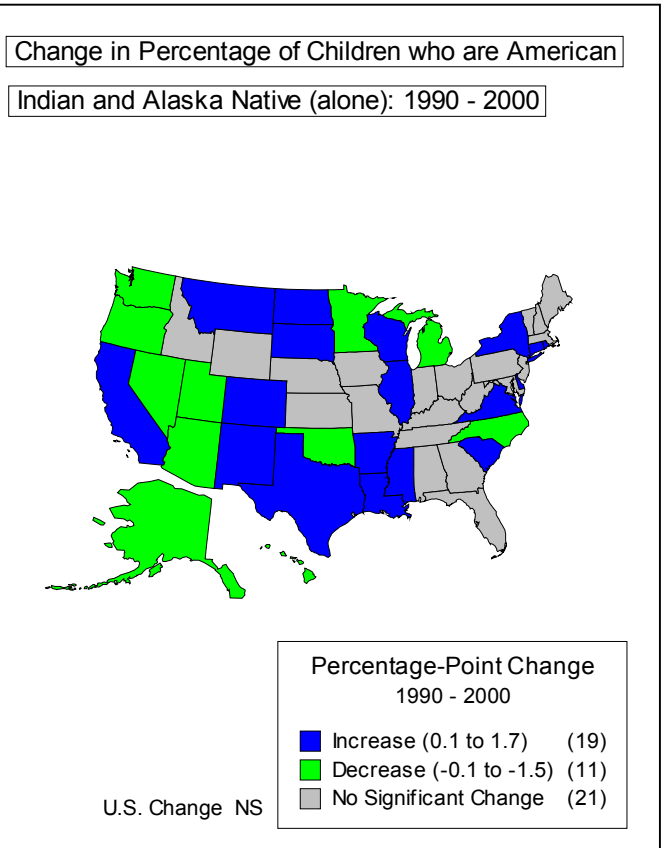 Change in Percentage of Children who are American
Indian and Alaska Native (alone): 1990 - 2000
Percentage-Point Change
1990 - 2000
Increase (0.1 to 1.7) (19)
Decrease (-0.1 to -1.5) (11)
No Significant Change (21)
U.S. Change NS